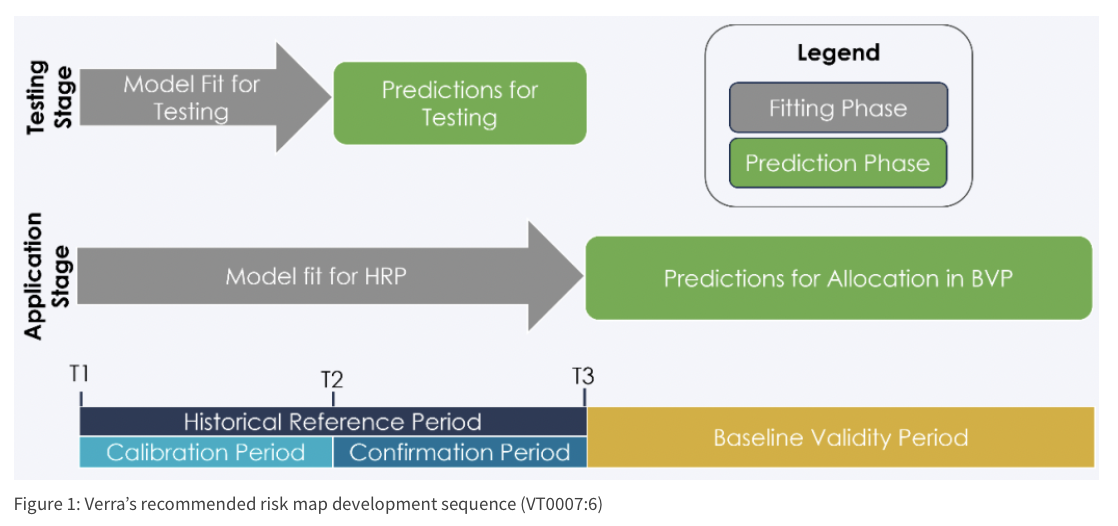 Testing
Stage
Model Fit for
Testing
Predictions for
Testing
Legend
Fitting Phase
Prediction Phase
Application
Stage
Model fit for HRP
Predictions for Allocation in BVP
T1
T2
T3
Historical Reference Period
Calibration Period
Confirmation Period
Baseline Validity Period
Figure 1: Verra’s recommended risk map development sequence (VT0007:6)